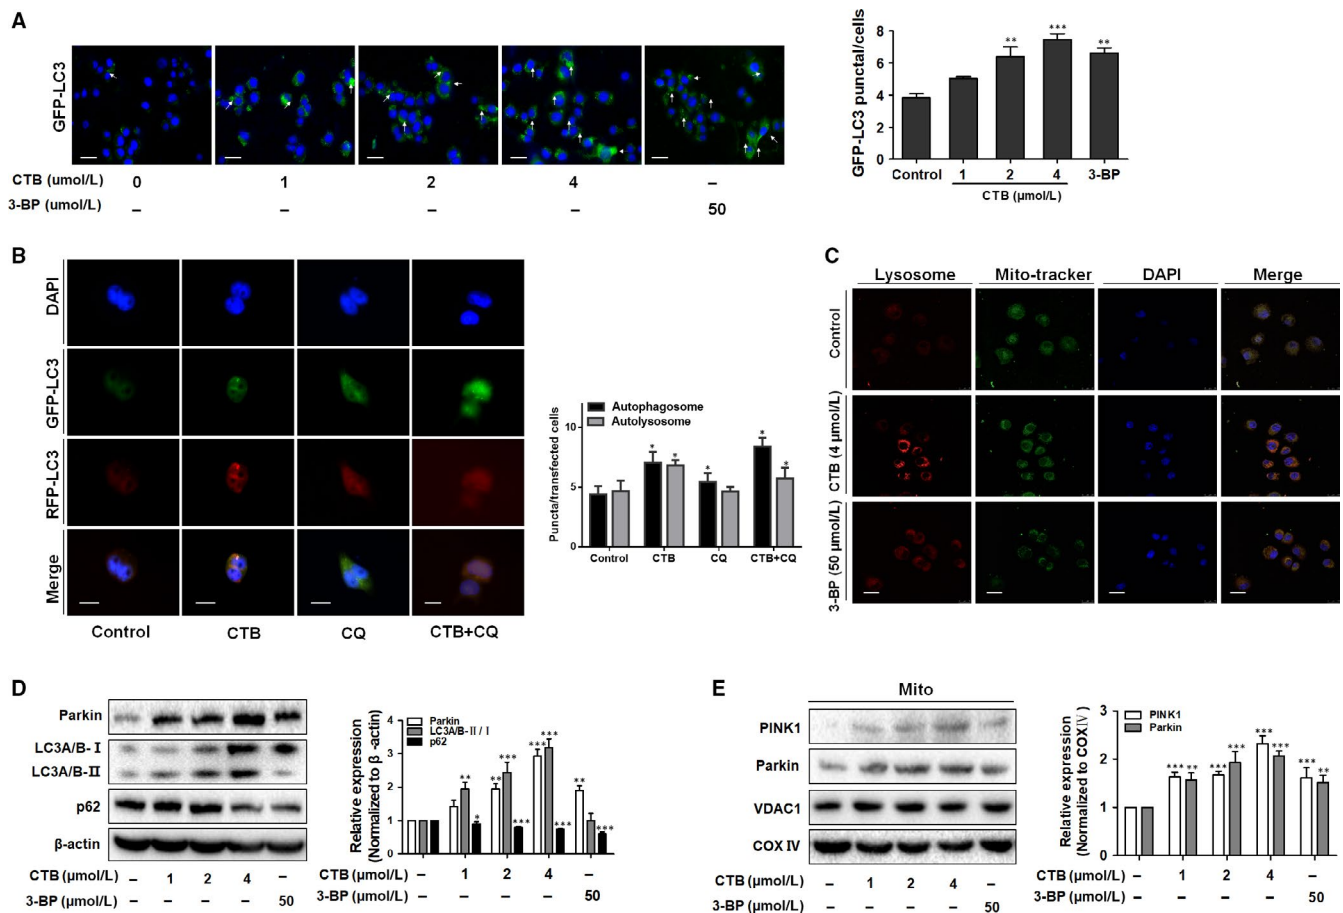 A
GFP-LC3
CTB (umol/L) 0 1 2 4 –
3-BP (umol/L) – – – – 50
GFP-LC3 punctal/cells
8
6
4
2
0
** *** **
Control 1 2 4 3-BP
CTB (μmol/L)
B
DAPI
GFP-LC3
RFP-LC3
Merge
Control CTB CQ CTB+CQ
Puncta/transfected cells
Autophagosome
Autolysosome
10
5
0
* * * * *
Control CTB CQ CTB+CQ
C
Lysosome Mito-tracker DAPI Merge
Control
CTB (4 μmol/L)
3-BP (50 μmol/L)
D
Parkin
LC3A/B-Ⅰ
LC3A/B-Ⅱ
p62
β-actin
CTB (μmol/L) – 1 2 4 –
3-BP (μmol/L) – – – – 50
Relative expression
(Normalized to β -actin)
Parkin
LC3A/B-Ⅱ/Ⅰ
p62
4
3
2
1
0
** * ** *** *** *** *** *** ** ***
CTB (μmol/L) – 1 2 4 –
3-BP (μmol/L) – – – – 50
E
Mito
PINK1
Parkin
VDAC1
COX Ⅳ
CTB (μmol/L) – 1 2 4 –
3-BP (μmol/L) – – – – 50
Relative expression
(Normalized to COXⅣ)
PINK1
Parkin
3
2
1
0
*** ** *** *** *** *** *** **
CTB (μmol/L) – 1 2 4 –
3-BP (μmol/L) – – – – 50